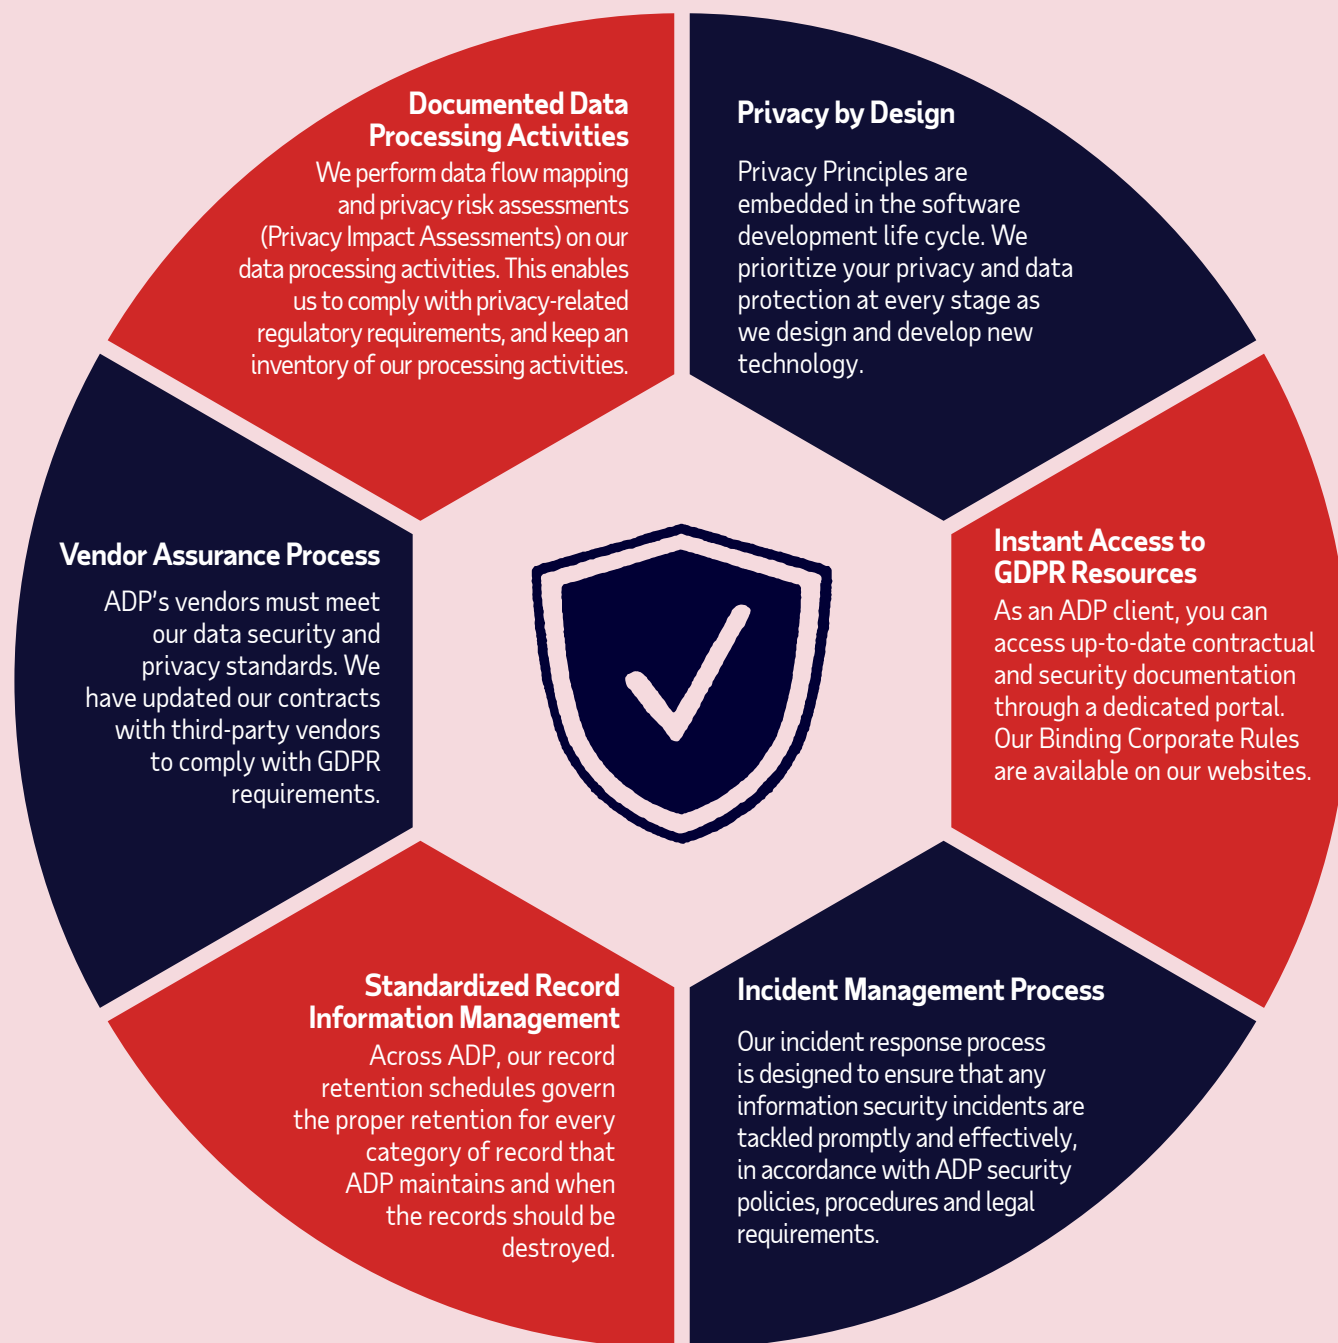 Documented Data
Processing Activities
We perform data flow mapping
and privacy risk assessments
(Privacy Impact Assessments) on our
data processing activities. This enables
us to comply with privacy-related
regulatory requirements, and keep an
inventory of our processing activities.
Privacy by Design
Privacy Principles are
embedded in the software
development life cycle. We
prioritize your privacy and data
protection at every stage as
we design and develop new
technology.
Vendor Assurance Process
ADP's vendors must meet
our data security and
privacy standards. We
have updated our contracts
with third-party vendors
to comply with GDPR
requirements.
Instant Access to
GDPR Resources
As an ADP client, you can
access up-to-date contractual
and security documentation
through a dedicated portal.
Our Binding Corporate Rules
are available on our websites.
Standardized Record
Information Management
Across ADP, our record
retention schedules govern
the proper retention for every
category of record that
ADP maintains and when
the records should be
destroyed.
Incident Management Process
Our incident response process
is designed to ensure that any
information security incidents are
tackled promptly and effectively,
in accordance with ADP security
policies, procedures and legal
requirements.